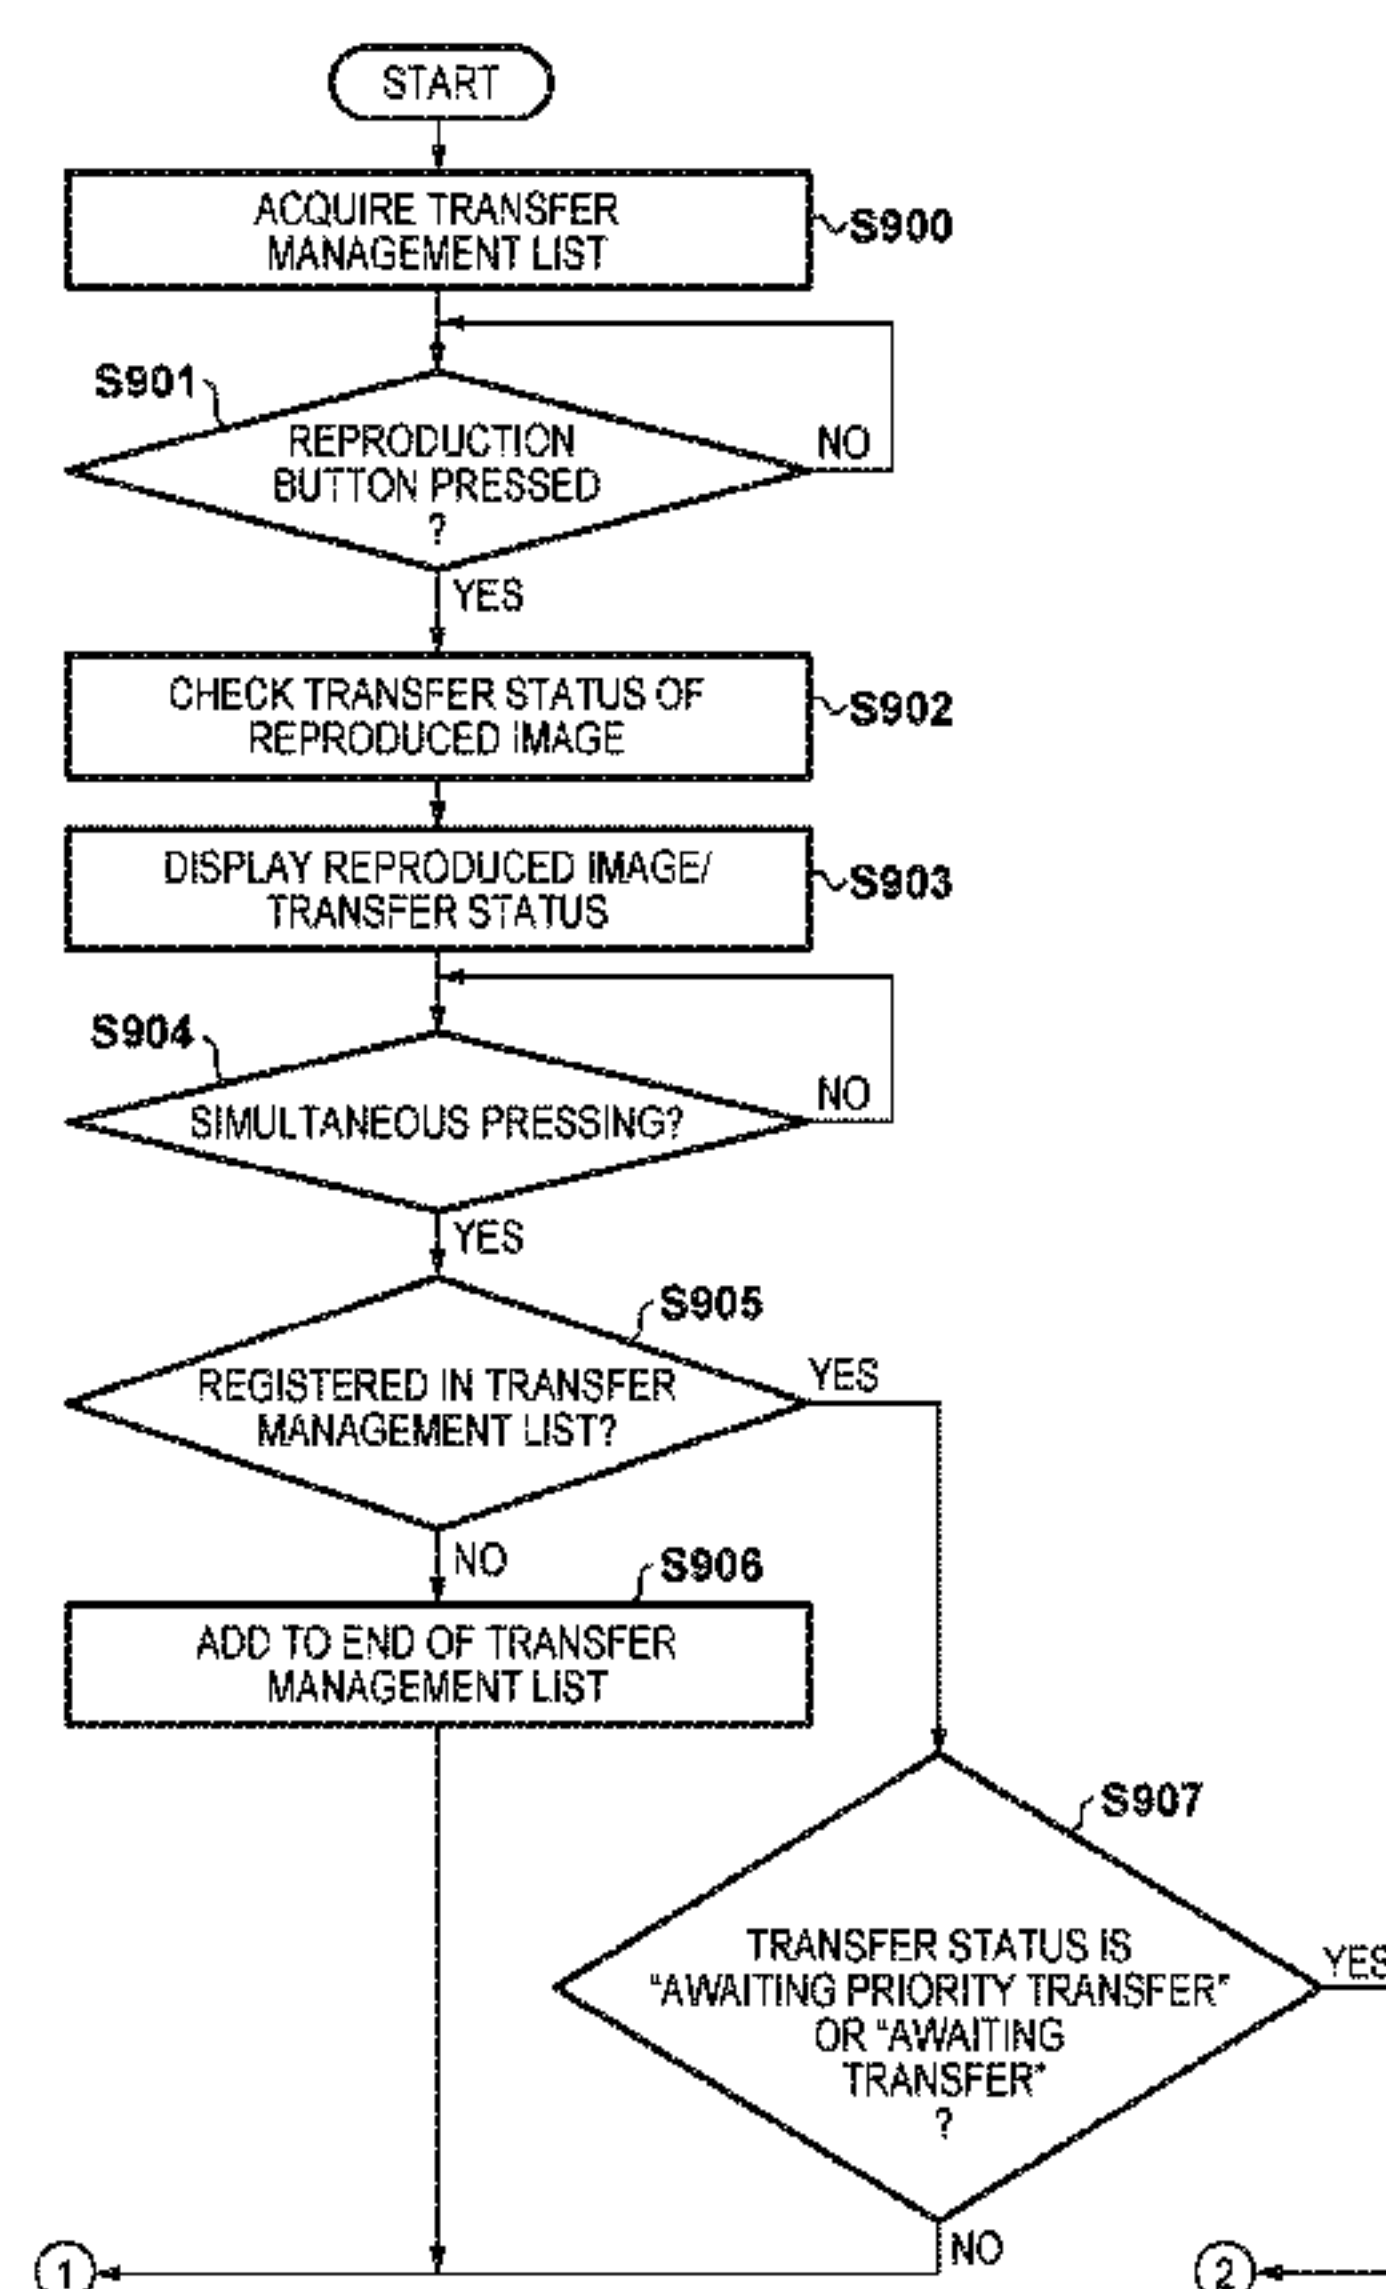 START
ACQUIRE TRANSFER
MANAGEMENT LIST
S900
S901
REPRODUCTION
BUTTON PRESSED
?
NO
YES
CHECK TRANSFER STATUS OF
REPRODUCED IMAGE
S902
DISPLAY REPRODUCED IMAGE/
TRANSFER STATUS
S903
S904
SIMULTANEOUS PRESSING?
NO
YES
S905
REGISTERED IN TRANSFER
MANAGEMENT LIST?
YES
NO
S906
ADD TO END OF TRANSFER
MANAGEMENT LIST
S907
TRANSFER STATUS IS
“AWAITING PRIORITY TRANSFER”
OR “AWAITING
TRANSFER”
?
YES
NO
1
2